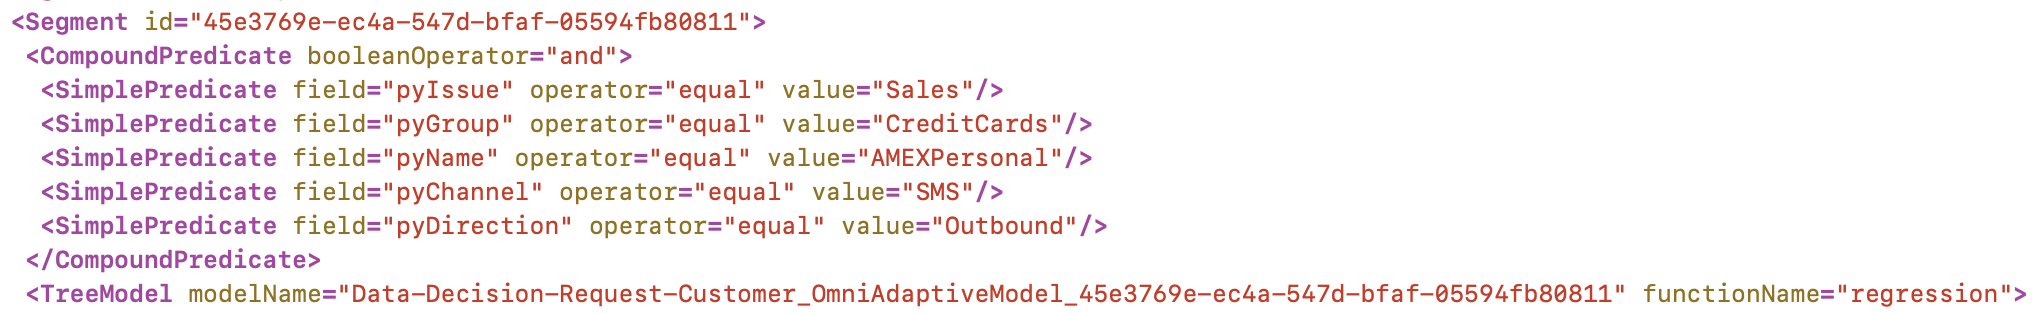 <Segment id="45e3769e-ec4a-547d-bfaf-05594fb80811">
<CompoundPredicate booleanOperator="and">
<SimplePredicate field="pyIssue" operator="equal" value="Sales"/>
<SimplePredicate field="pyGroup" operator="equal" value="CreditCards"/>
<SimplePredicate field="pyName" operator="equal" value="AMEXPersonal"/>
<SimplePredicate field="pyChannel" operator="equal" value="SMS"/>
<SimplePredicate field="pyDirection" operator="equal" value="Outbound"/>
</CompoundPredicate>
<TreeModel modelName="Data-Decision-Request-Customer_OmniAdaptiveModel_45e3769e-ec4a-547d-bfaf-05594fb80811" functionName="regression">